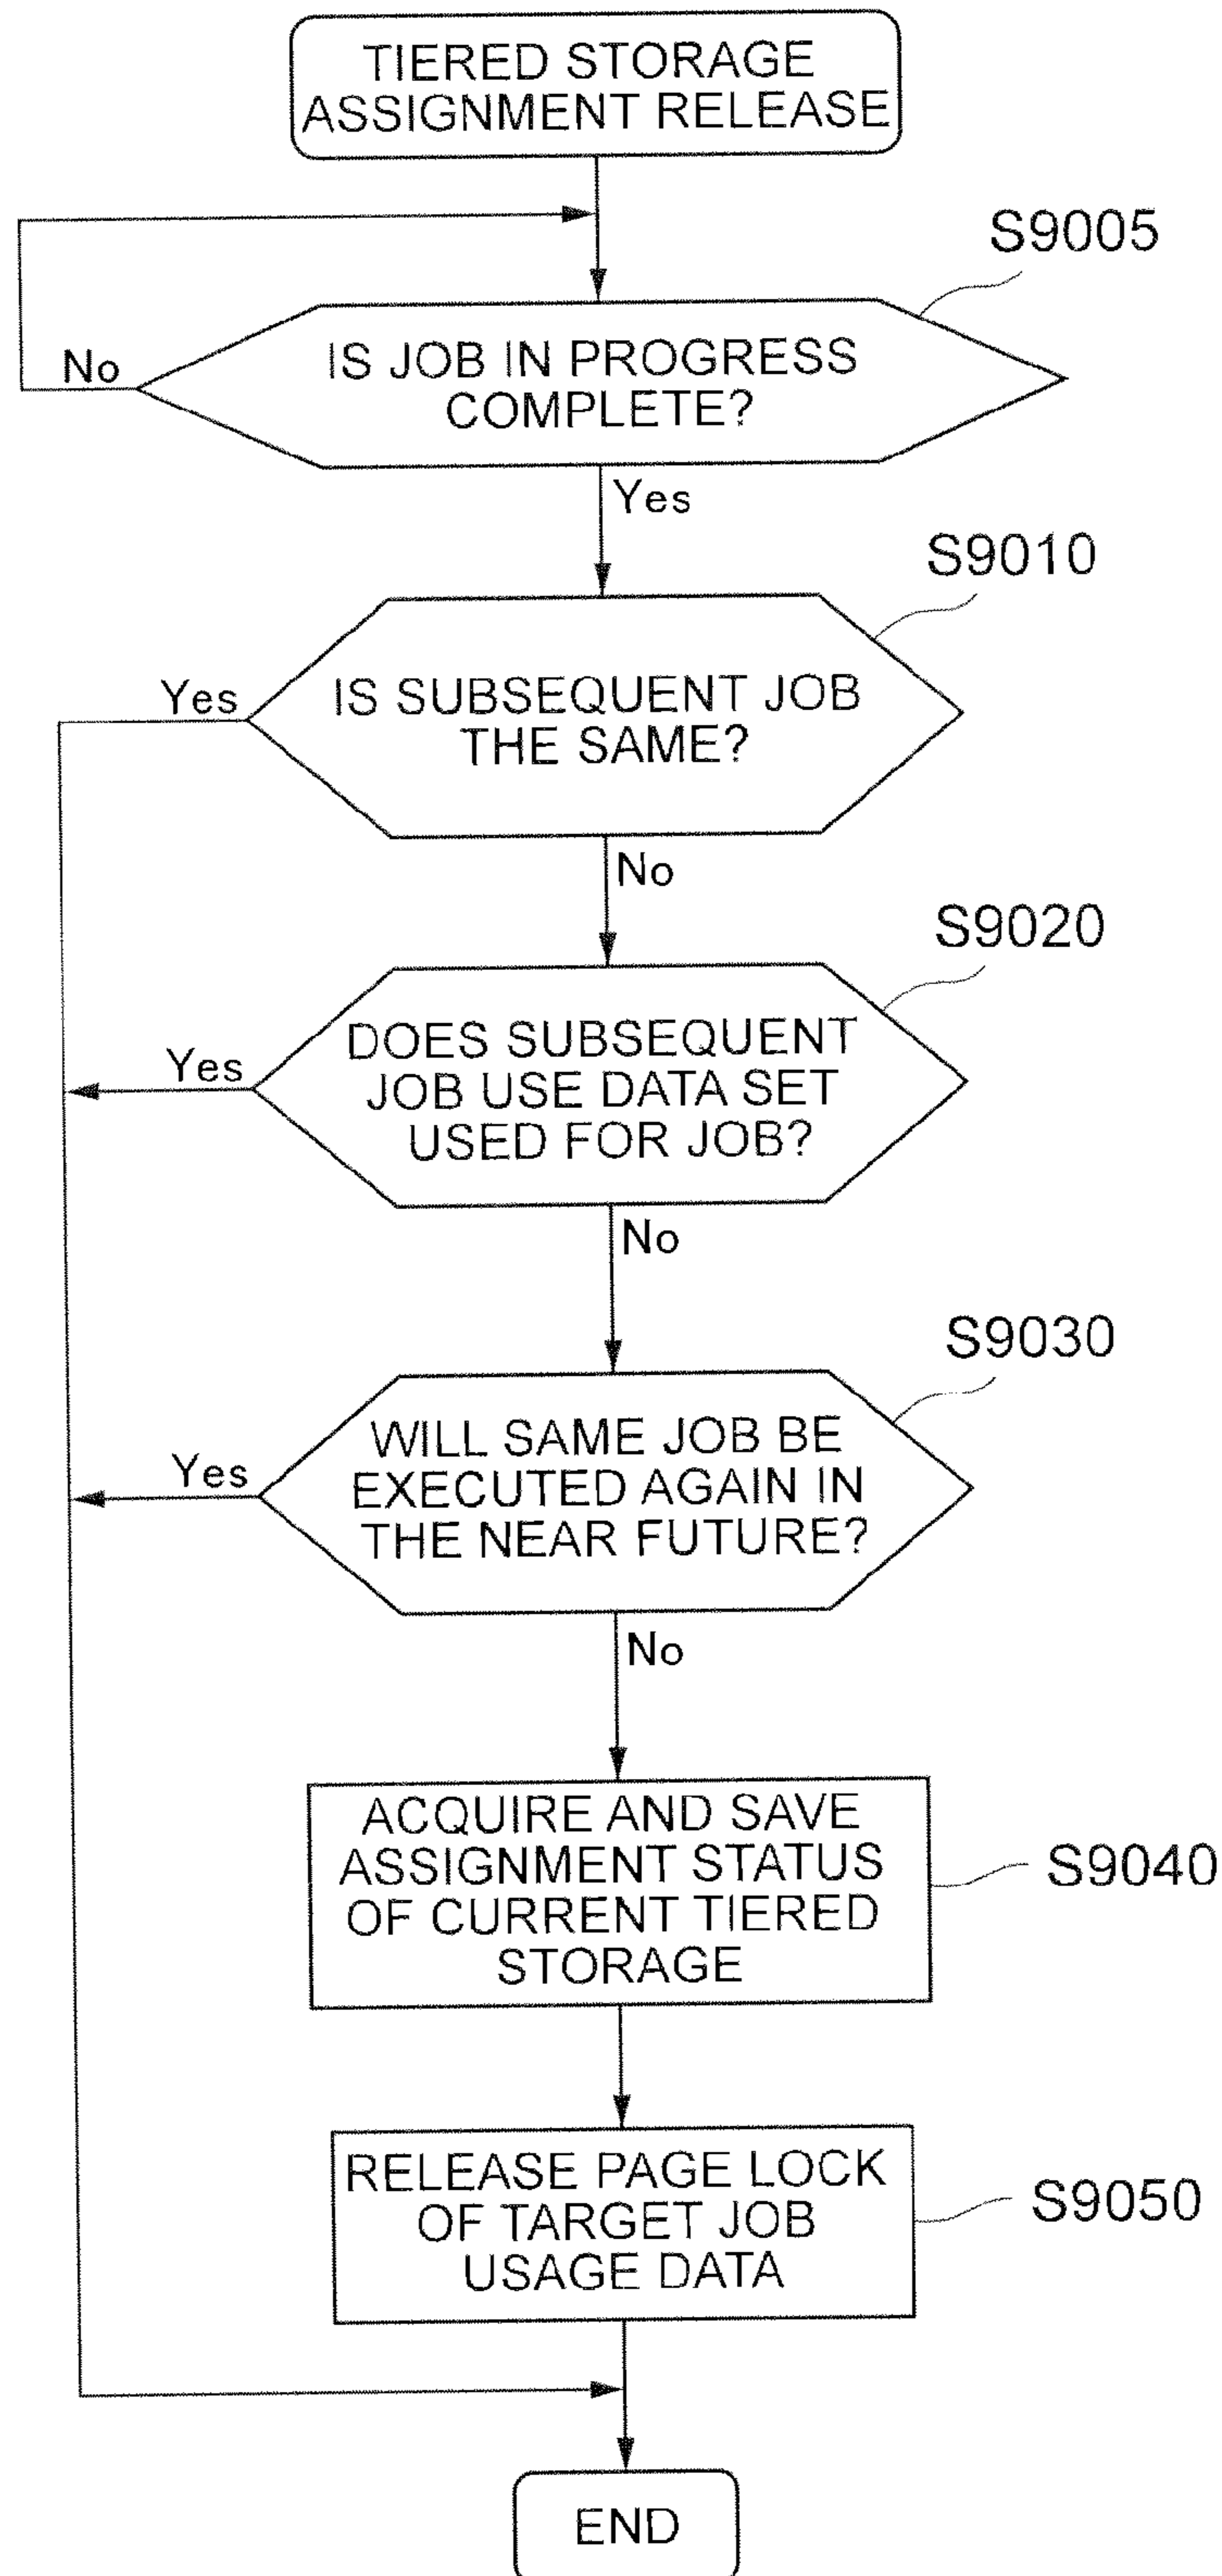 TIERED STORAGE
ASSIGNMENT RELEASE
S9005
No
IS JOB IN PROGRESS
COMPLETE?
Yes
S9010
Yes
IS SUBSEQUENT JOB
THE SAME?
No
S9020
Yes
DOES SUBSEQUENT
JOB USE DATA SET
USED FOR JOB?
No
S9030
Yes
WILL SAME JOB BE
EXECUTED AGAIN IN
THE NEAR FUTURE?
No
ACQUIRE AND SAVE
ASSIGNMENT STATUS
OF CURRENT TIERED
STORAGE
S9040
RELEASE PAGE LOCK
OF TARGET JOB
USAGE DATA
S9050
END